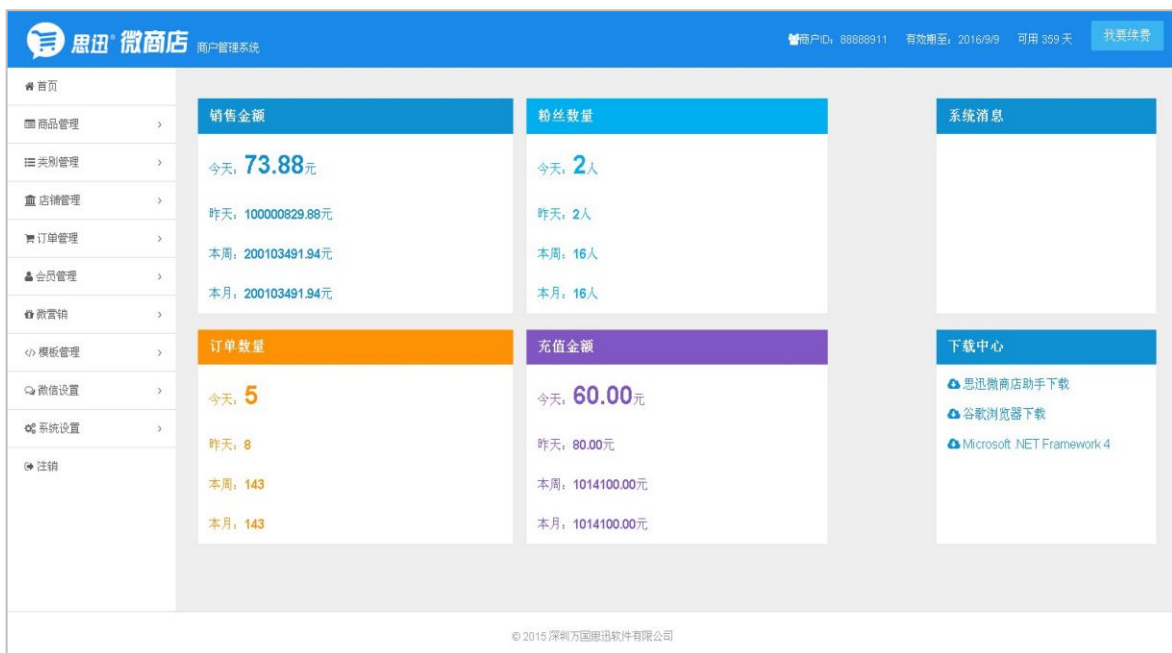 思迅® 微商店 商户管理系统
商户ID：88888911 有效期至：2016/9/9 可用 359 天 我要续费
首页
商品管理
类别管理
店铺管理
订单管理
会员管理
微营销
模板管理
微信设置
系统设置
注销
销售金额
今天：73.88元
昨天：100000829.88元
本周：200103491.94元
本月：200103491.94元
粉丝数量
今天：2人
昨天：2人
本周：16人
本月：16人
系统消息
订单数量
今天：5
昨天：8
本周：143
本月：143
充值金额
今天：60.00元
昨天：80.00元
本周：1014100.00元
本月：1014100.00元
下载中心
思迅微商店助手下载
谷歌浏览器下载
Microsoft .NET Framework 4
© 2015 深圳万国思迅软件有限公司